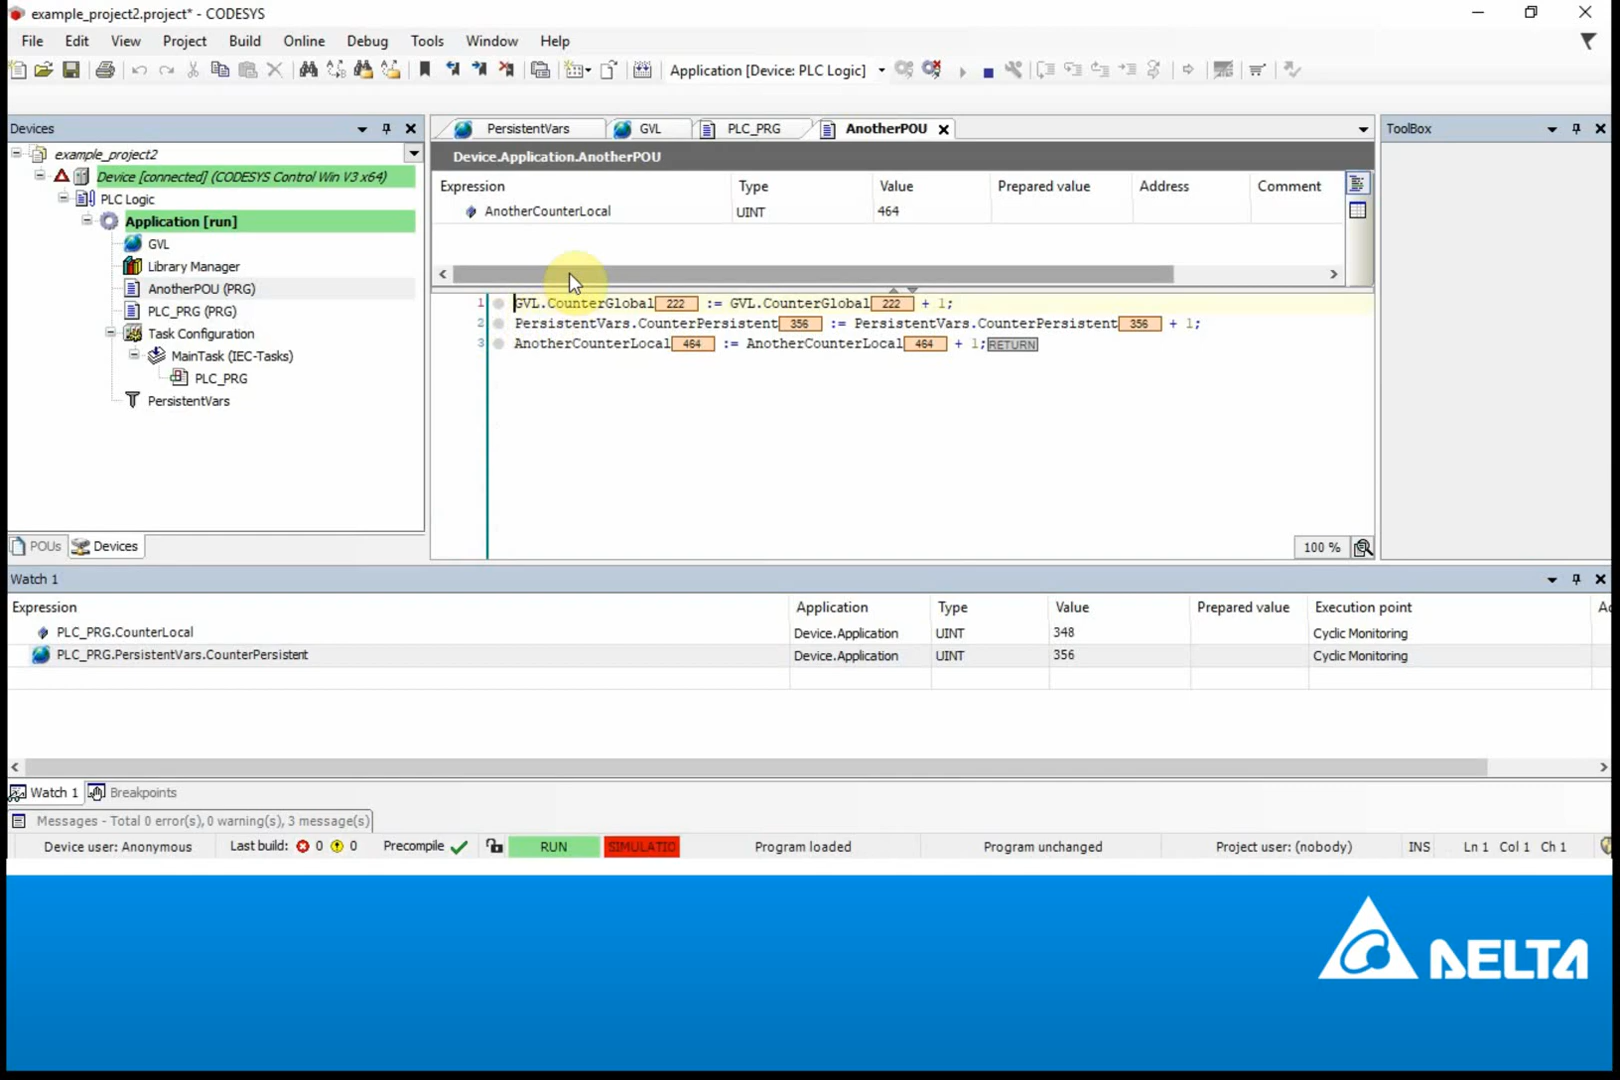 example_project2.project* - CODESYS
File Edit View Project Build Online Debug Tools Window Help
Application [Device: PLC Logic]
Devices
example_project2
Device [connected] (CODESYS Control Win V3 x64)
PLC Logic
Application [run]
GVL
Library Manager
AnotherPOU (PRG)
PLC_PRG (PRG)
Task Configuration
MainTask (IEC-Tasks)
PLC_PRG
PersistentVars
POUs Devices
PersistentVars GVL PLC_PRG AnotherPOU
Device.Application.AnotherPOU
Expression Type Value Prepared value Address Comment
AnotherCounterLocal UINT 464
1 GVL.CounterGlobal 222 := GVL.CounterGlobal 222 + 1;
2 PersistentVars.CounterPersistent 356 := PersistentVars.CounterPersistent 356 + 1;
3 AnotherCounterLocal 464 := AnotherCounterLocal 464 + 1;RETURN
100 %
ToolBox
Watch 1
Expression Application Type Value Prepared value Execution point
PLC_PRG.CounterLocal Device.Application UINT 348 Cyclic Monitoring
PLC_PRG.PersistentVars.CounterPersistent Device.Application UINT 356 Cyclic Monitoring
Watch 1 Breakpoints
Messages - Total 0 error(s), 0 warning(s), 3 message(s)
Device user: Anonymous Last build: 0 0 Precompile RUN SIMULATIO Program loaded Program unchanged Project user: (nobody) INS Ln 1 Col 1 Ch 1
DELTA